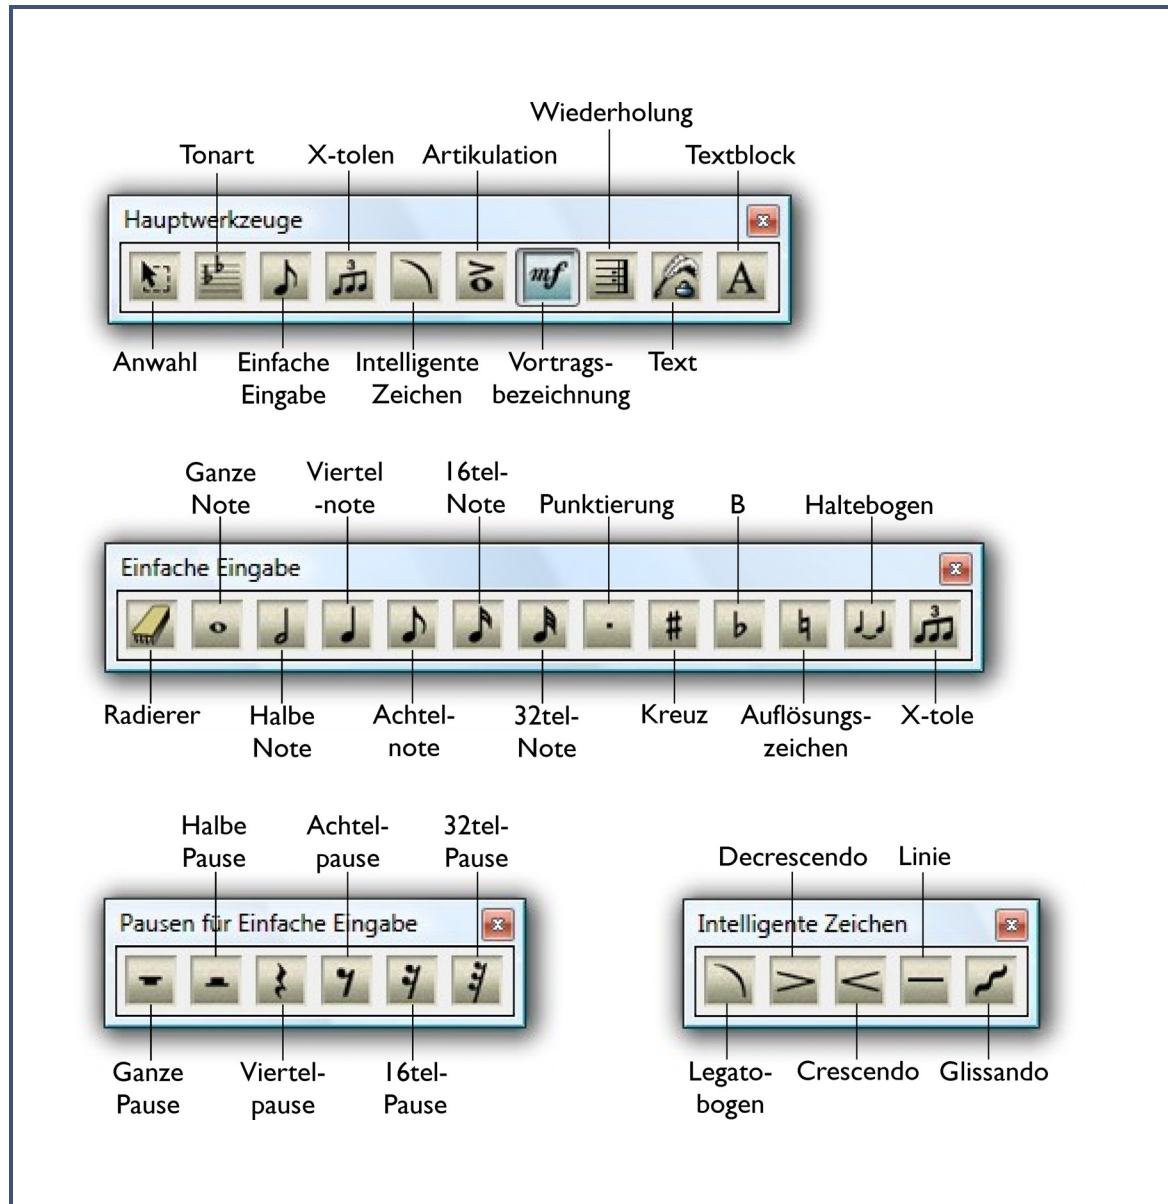 Wiederholung
Tonart X-tolen Artikulation Textblock
Hauptwerkzeuge
3
mf
A
Anwahl Einfache Intelligente Vortrags- Text
Eingabe Zeichen bezeichnung
Ganze Viertel 16tel-
Note -note Note Punktierung B Haltebogen
Einfache Eingabe
3
Radierer Halbe Achtel- 32tel- Kreuz Auflösungs- X-tole
Note note Note zeichen
Halbe Achtel- 32tel-
Pause pause Pause Decrescendo Linie
Pausen für Einfache Eingabe
Intelligente Zeichen
Ganze Viertel- 16tel- Legato- Crescendo Glissando
Pause pause Pause bogen